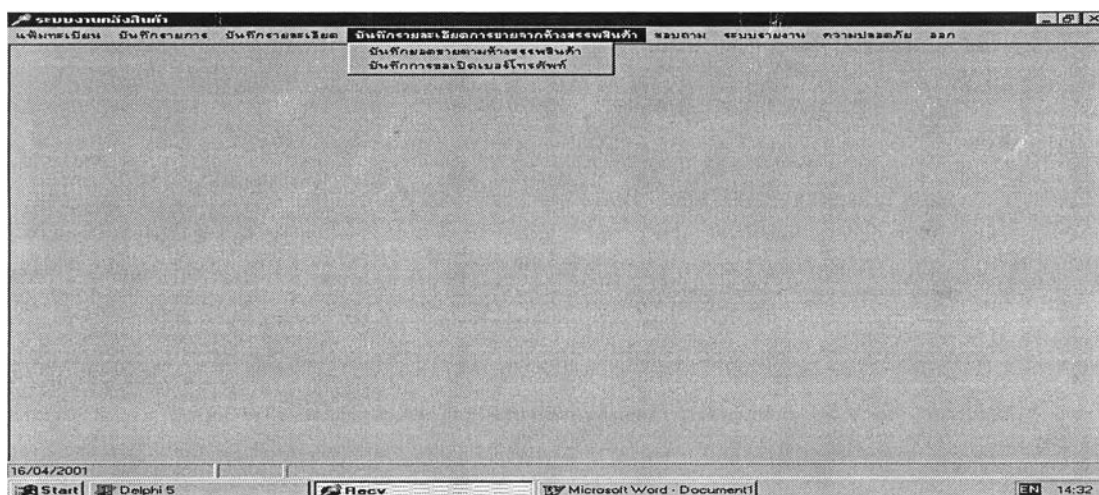 ระบบงานคลังสินค้า
แฟ้มทะเบียน บันทึกรายการ บันทึกรายละเอียด บันทึกรายละเอียดการขายจากห้างสรรพสินค้า สอบถาม ระบบรายงาน ความปลอดภัย ออก
บันทึกยอดขายตามห้างสรรพสินค้า
บันทึกการขอเปิดเบอร์โทรศัพท์
16/04/2001
Start Delphi 5 Recv Microsoft Word - Document1 EN 14:32